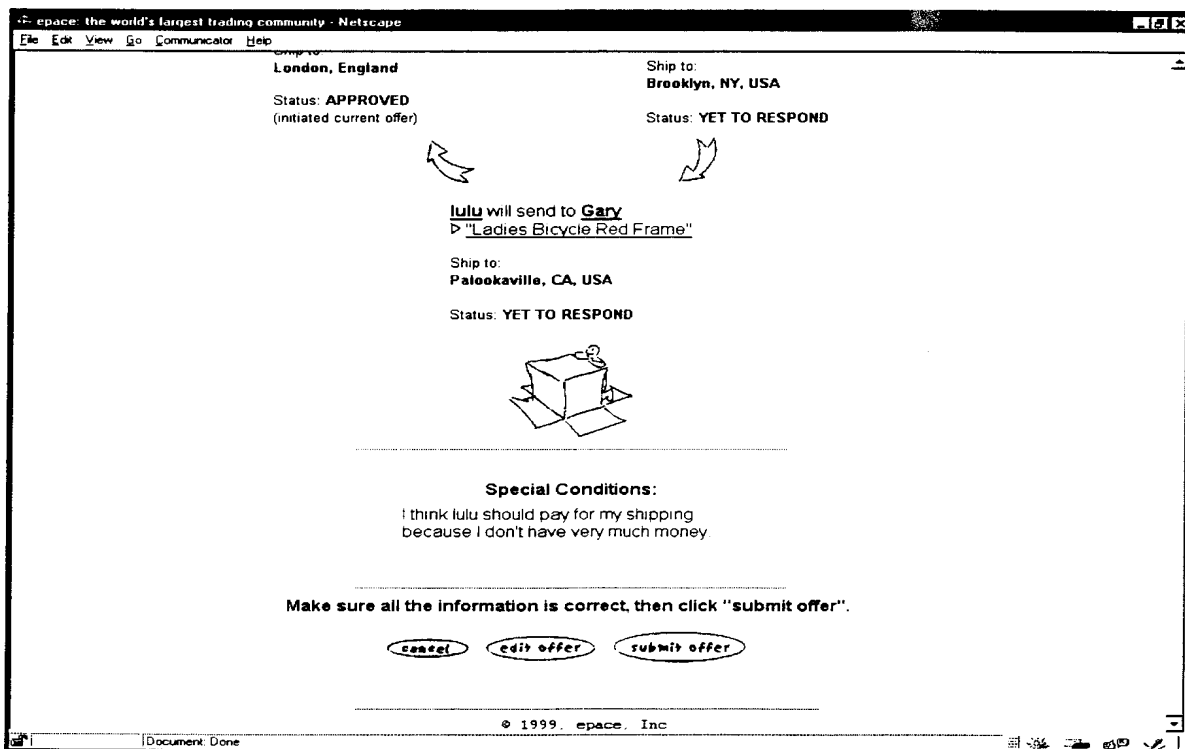 epace: the world's largest trading community - Netscape
File Edit View Go Communicator Help
Ship to
London, England
Status: APPROVED
(initiated current offer)
Ship to:
Brooklyn, NY, USA
Status: YET TO RESPOND
lulu will send to Gary
"Ladies Bicycle Red Frame"
Ship to:
Palookaville, CA, USA
Status: YET TO RESPOND
Special Conditions:
I think lulu should pay for my shipping
because I don't have very much money.
Make sure all the information is correct, then click "submit offer".
cancel edit offer submit offer
© 1999, epace, Inc
Document: Done